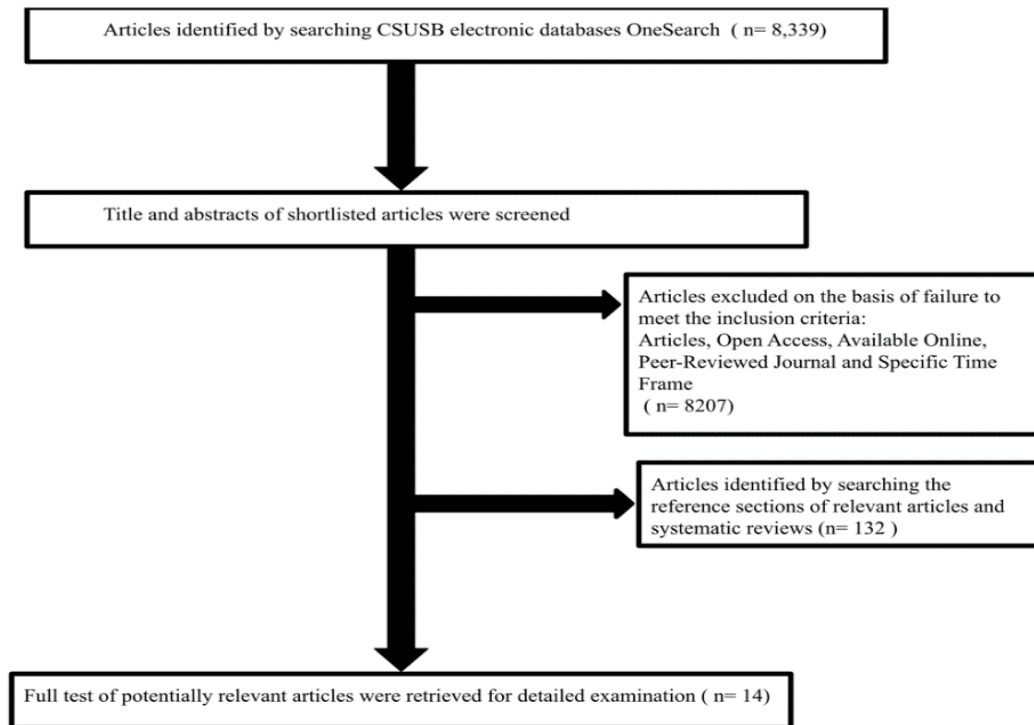 Articles identified by searching CSUSB electronic databases OneSearch ( n= 8,339)
Title and abstracts of shortlisted articles were screened
Articles excluded on the basis of failure to
meet the inclusion criteria:
Articles, Open Access, Available Online,
Peer-Reviewed Journal and Specific Time
Frame
( n= 8207)
Articles identified by searching the
reference sections of relevant articles and
systematic reviews (n= 132 )
Full test of potentially relevant articles were retrieved for detailed examination ( n= 14)